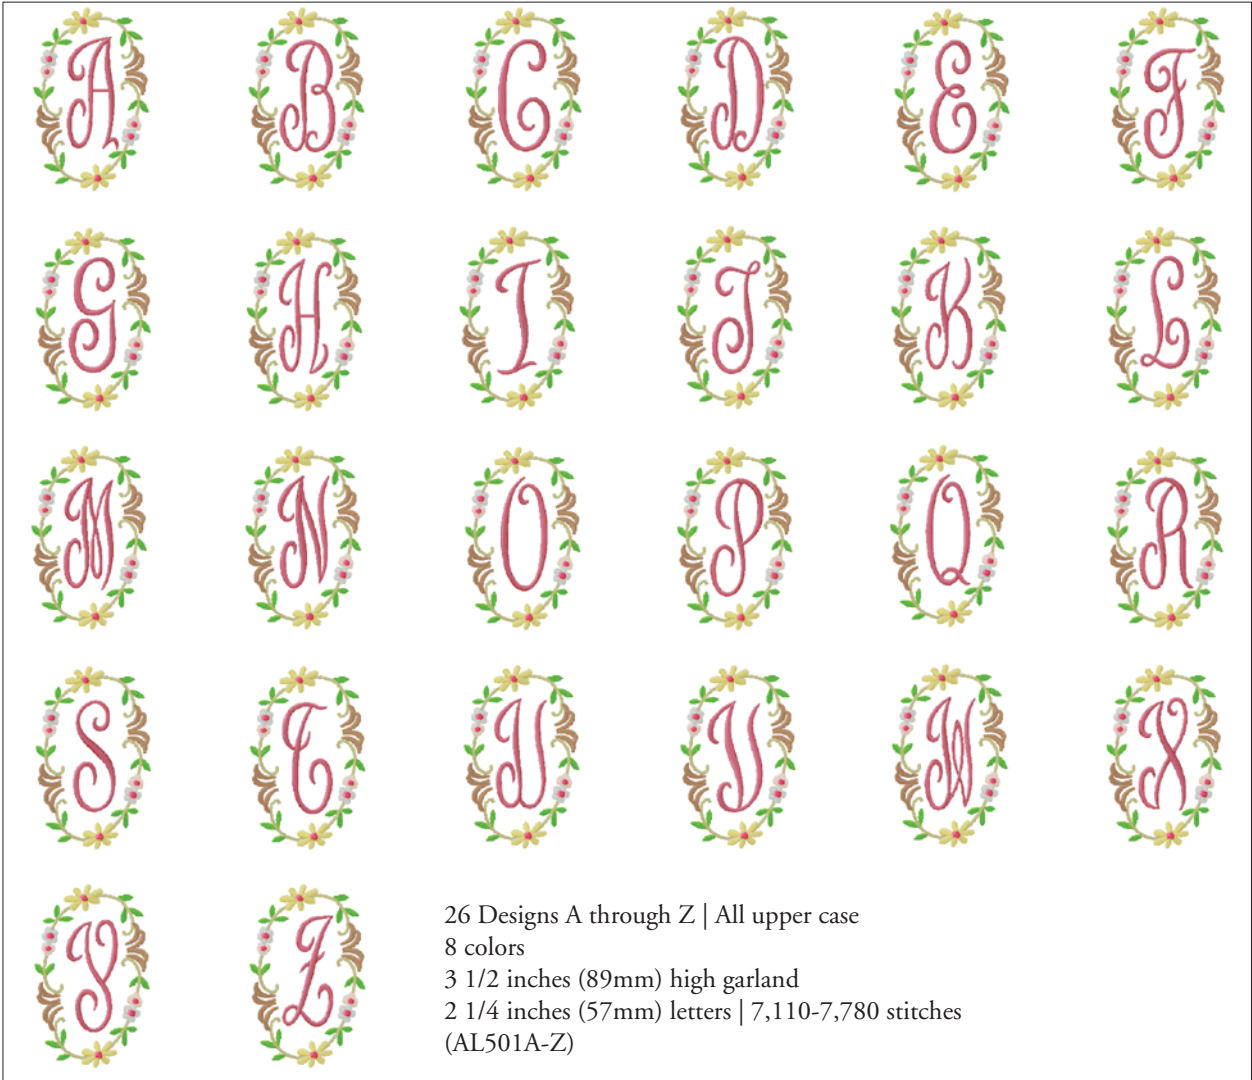 A B C D E F
G H I J K L
M N O P Q R
S T U V W X
Y Z
26 Designs A through Z | All upper case
8 colors
3 1/2 inches (89mm) high garland
2 1/4 inches (57mm) letters | 7,110-7,780 stitches
(AL501A-Z)